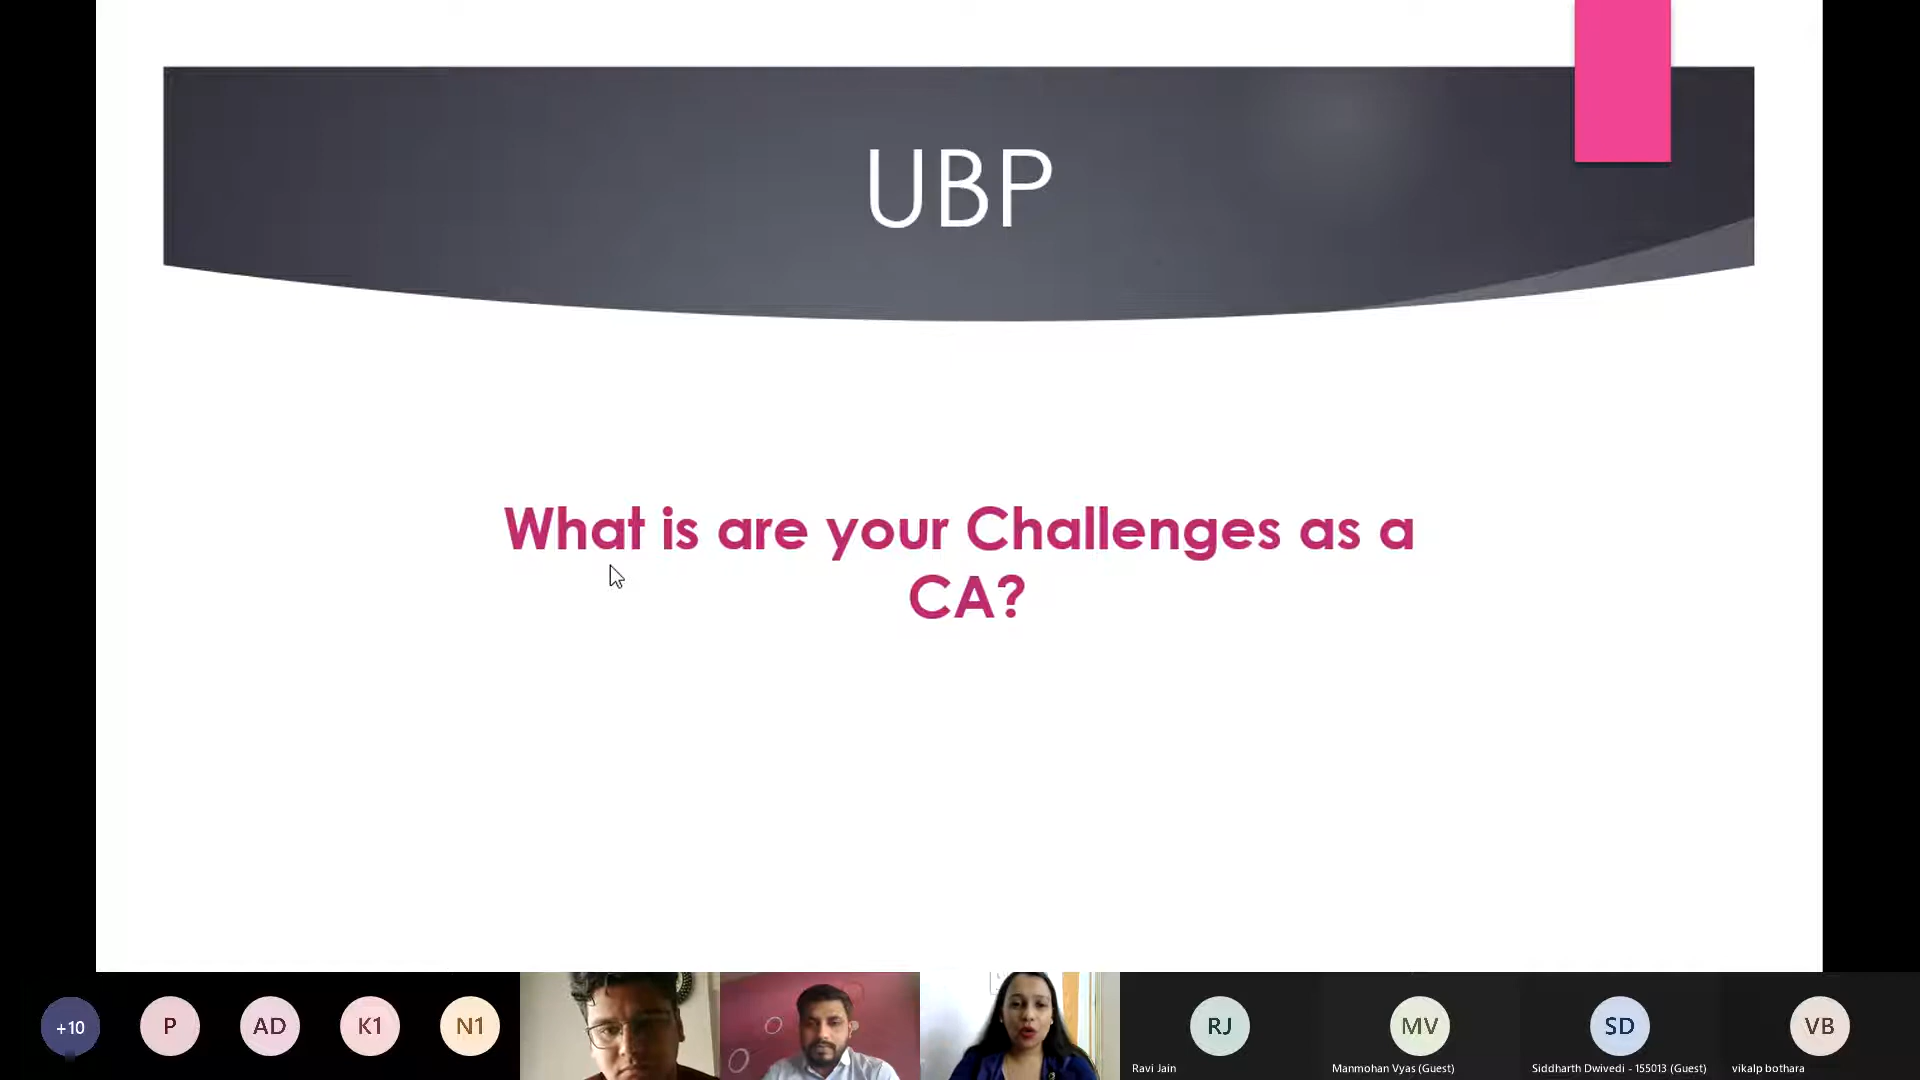 UBP
What is are your Challenges as a
CA?
+10
P
AD
K1
N1
RJ
MV
SD
VB
Ravi Jain
Manmohan Vyas (Guest)
Siddharth Dwivedi - 155013 (Guest)
vikalp bothara